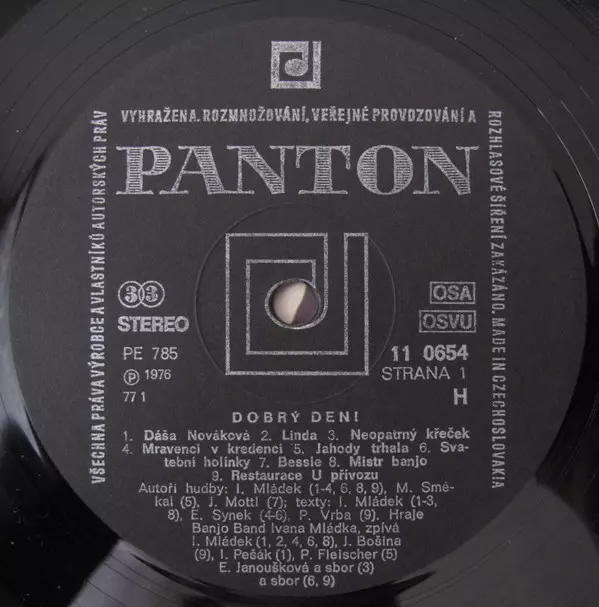 VYHRAŽENA. ROZMNOŽOVÁNÍ, VEŘEJNÉ PROVOZOVÁNÍ A
ROZHLASOVÉ ŠÍŘENÍ ZAKÁZÁNO. MADE IN CZECHOSLOVAKIA
VŠECHNA PRÁVA VÝROBCE A VLASTNÍKŮ AUTORSKÝCH PRÁV
PANTON
33
STEREO
PE 785
Ⓟ 1976
77 1
OSA
OSVU
11 0654
STRANA 1
H
DOBRÝ DEN!
1. Dáša Nováková 2. Linda 3. Neopatrný křeček
4. Mravenci v kredenci 5. Jahody trhala 6. Sva-
tební holinky 7. Bessie 8. Mistr banjo
9. Restaurace U přívozu
Autoři hudby: I. Mládek (1-4, 6, 8, 9), M. Smé-
kal (5), J. Mottl (7); texty: I. Mládek (1-3,
8), E. Synek (4-6), P. Vrba (9). Hraje
Banjo Band Ivana Mládka, zpívá
I. Mládek (1, 2, 4, 6, 8), J. Bošina
(9), I. Pešák (1), P. Fleischer (5)
E. Janoušková a sbor (3)
a sbor (6, 9)